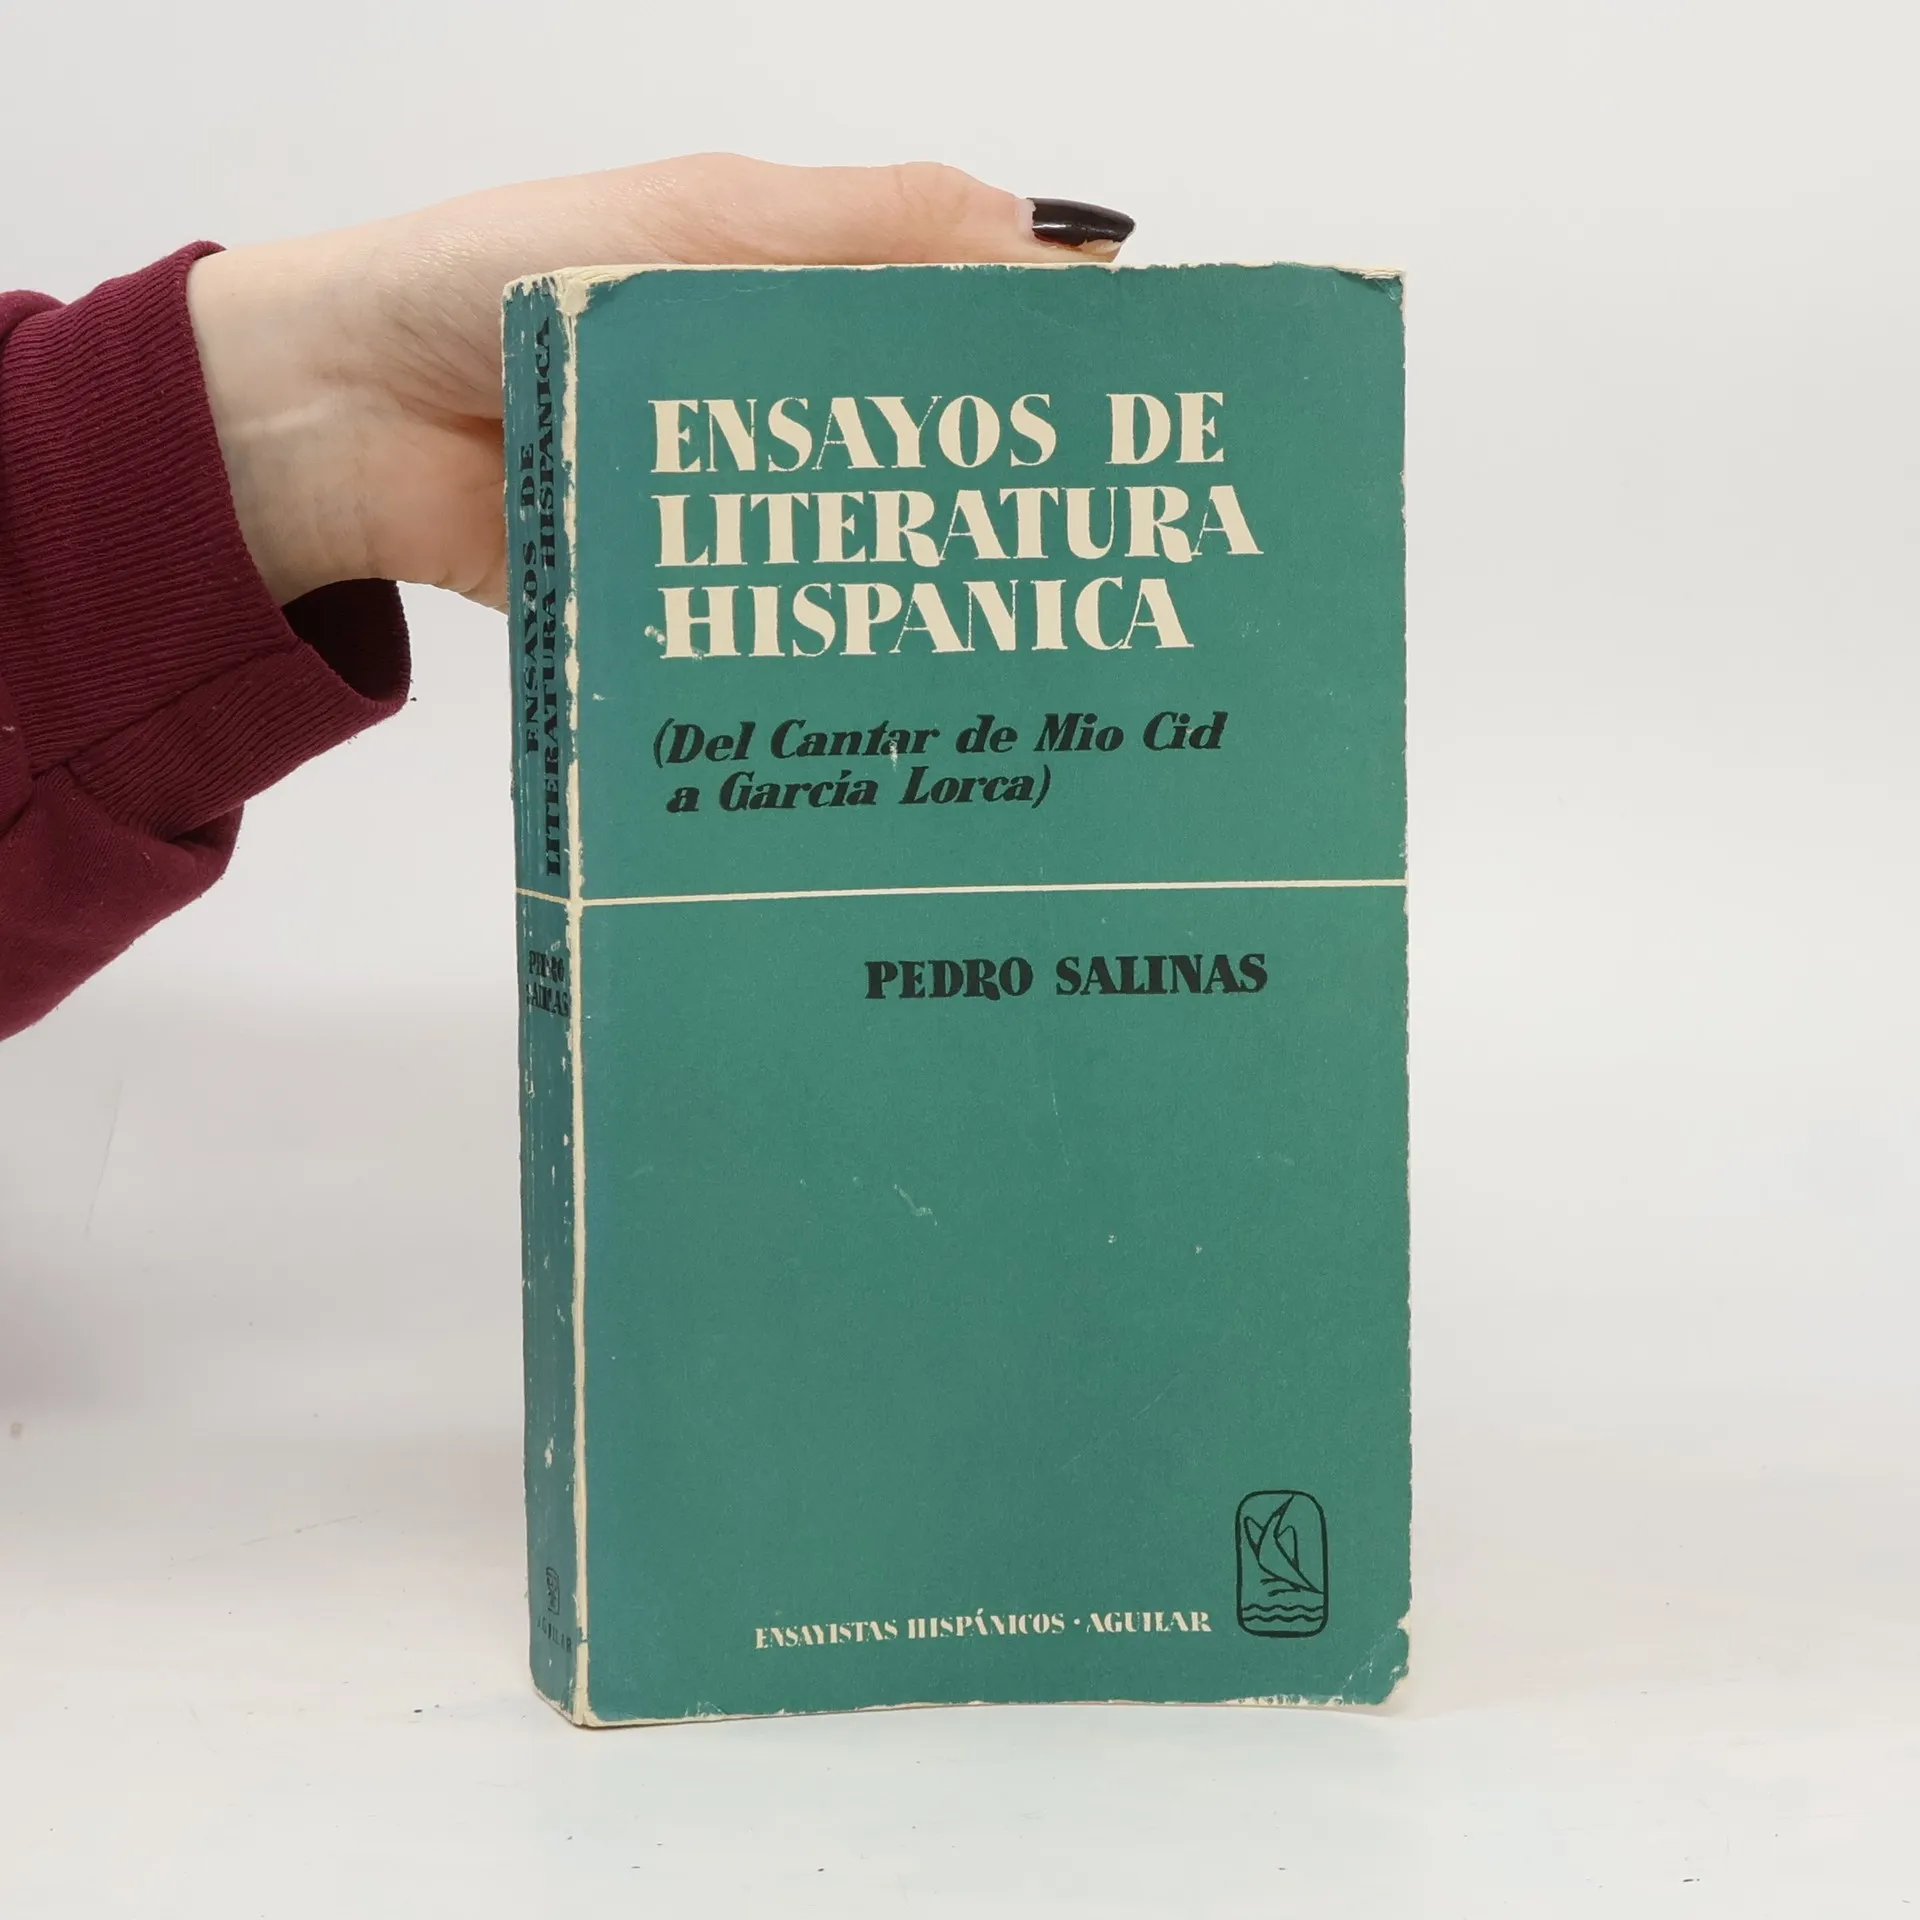 ENSAYOS DE
LITERATURA
HISPANICA
(Del Cantar de Mio Cid
a García Lorca)
PEDRO SALINAS
ENSAYISTAS HISPÁNICOS · AGUILAR
ENSAYOS DE
LITERATURA HISPANICA
PEDRO
SALINAS
AGUILAR